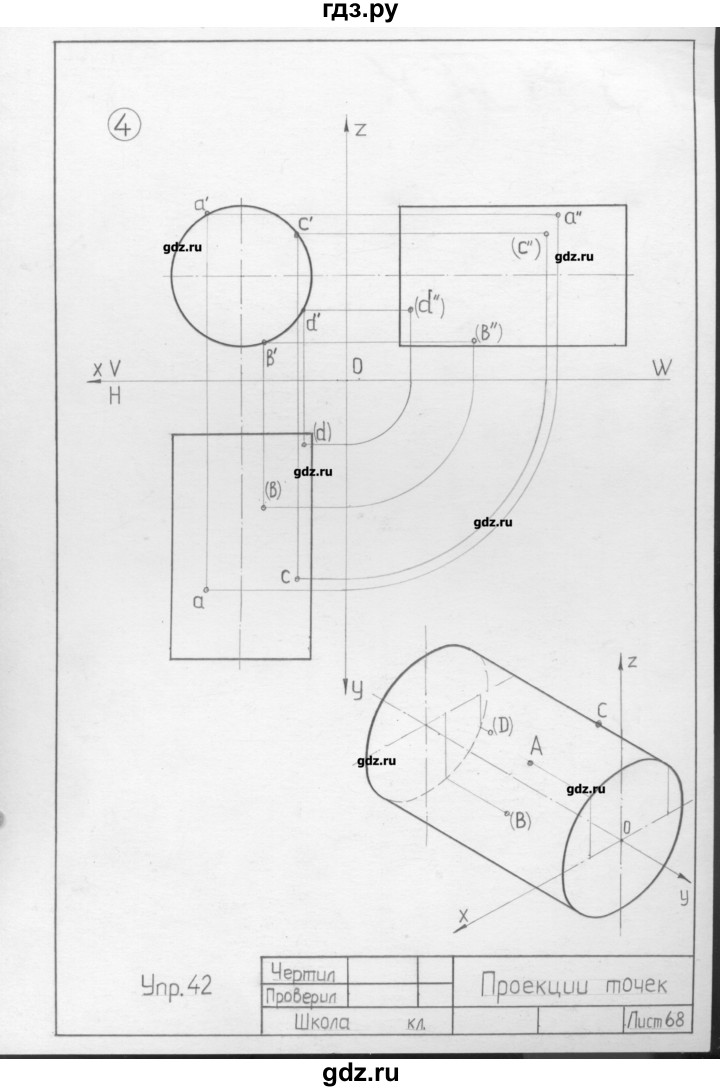 гдз.ру
4
z
a'
c'
a"
gdz.ru
(c")
gdz.ru
d'
(d")
в'
(в")
x V
0
W
H
(d)
gdz.ru
(в)
gdz.ru
c
a
y
z
C
(D)
A
gdz.ru
gdz.ru
(B)
0
y
x
Упр. 42
Чертил
Проверил
Проекции точек
Школа кл.
Лист 68
gdz.ru